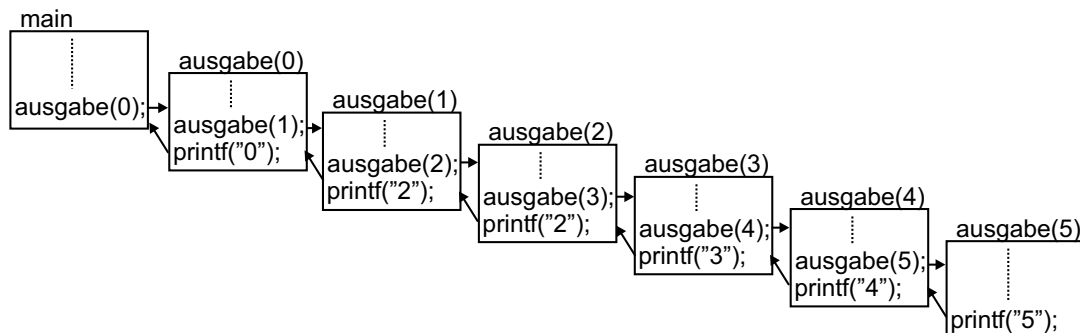 main
ausgabe(0);
ausgabe(0)
ausgabe(1);
printf(”0”);
ausgabe(1)
ausgabe(2);
printf(”2”);
ausgabe(2)
ausgabe(3);
printf(”2”);
ausgabe(3)
ausgabe(4);
printf(”3”);
ausgabe(4)
ausgabe(5);
printf(”4”);
ausgabe(5)
printf(”5”);